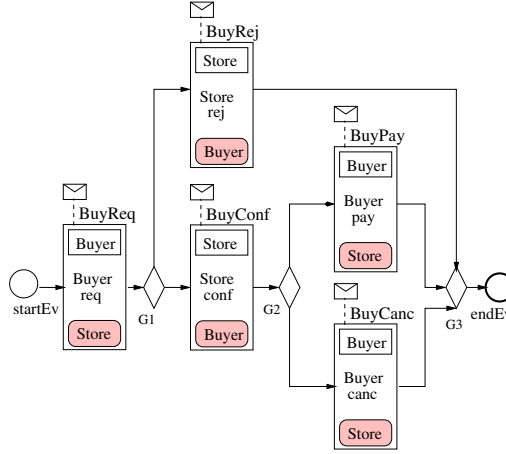 BuyRej
Store
Store
rej
Buyer
BuyPay
Buyer
Buyer
pay
Store
BuyReq
Buyer
Buyer
req
Store
BuyConf
Store
Store
conf
Buyer
startEv
G1
G2
BuyCanc
Buyer
Buyer
canc
Store
G3
endEv